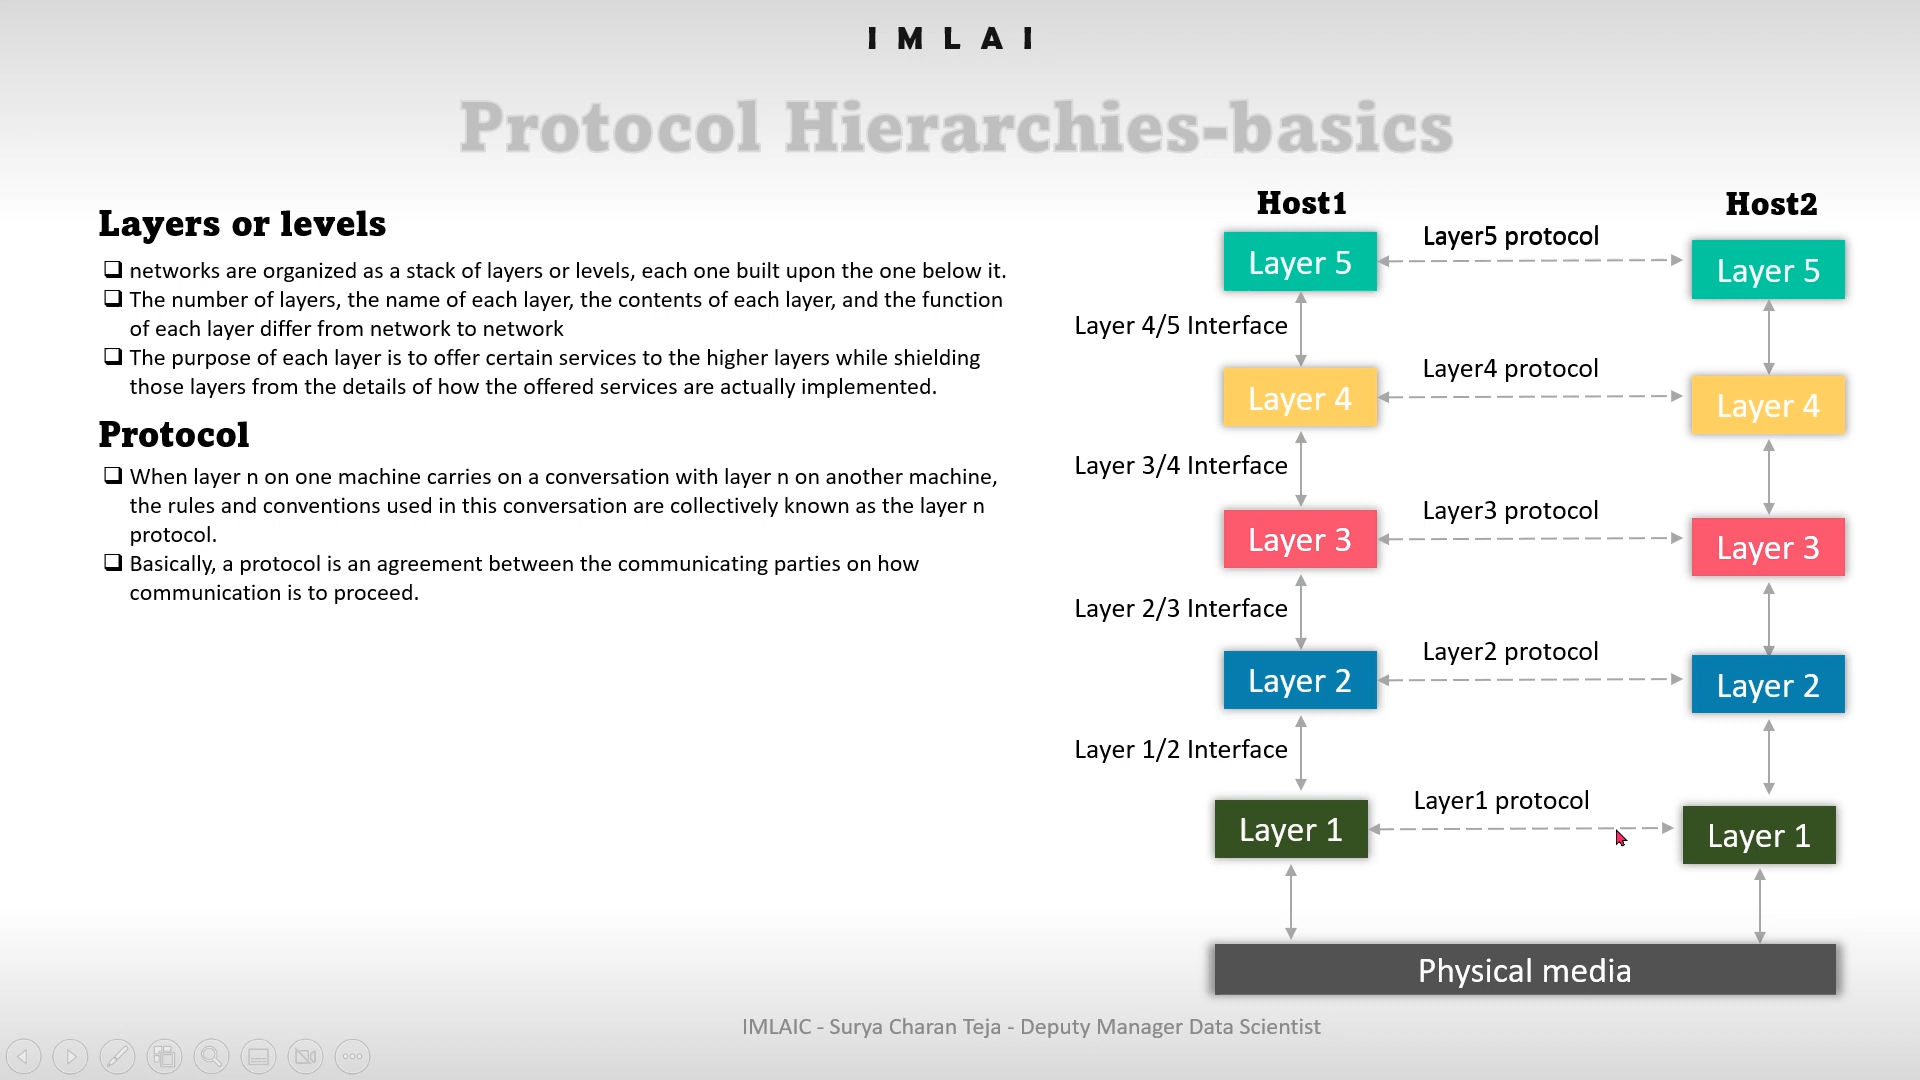 IMLAI
Protocol Hierarchies-basics
Layers or levels
networks are organized as a stack of layers or levels, each one built upon the one below it.
The number of layers, the name of each layer, the contents of each layer, and the function
of each layer differ from network to network
The purpose of each layer is to offer certain services to the higher layers while shielding
those layers from the details of how the offered services are actually implemented.
Protocol
When layer n on one machine carries on a conversation with layer n on another machine,
the rules and conventions used in this conversation are collectively known as the layer n
protocol.
Basically, a protocol is an agreement between the communicating parties on how
communication is to proceed.
Host1
Host2
Layer5 protocol
Layer 5
Layer 5
Layer 4/5 Interface
Layer4 protocol
Layer 4
Layer 4
Layer 3/4 Interface
Layer3 protocol
Layer 3
Layer 3
Layer 2/3 Interface
Layer2 protocol
Layer 2
Layer 2
Layer 1/2 Interface
Layer1 protocol
Layer 1
Layer 1
Physical media
IMLAIC - Surya Charan Teja - Deputy Manager Data Scientist